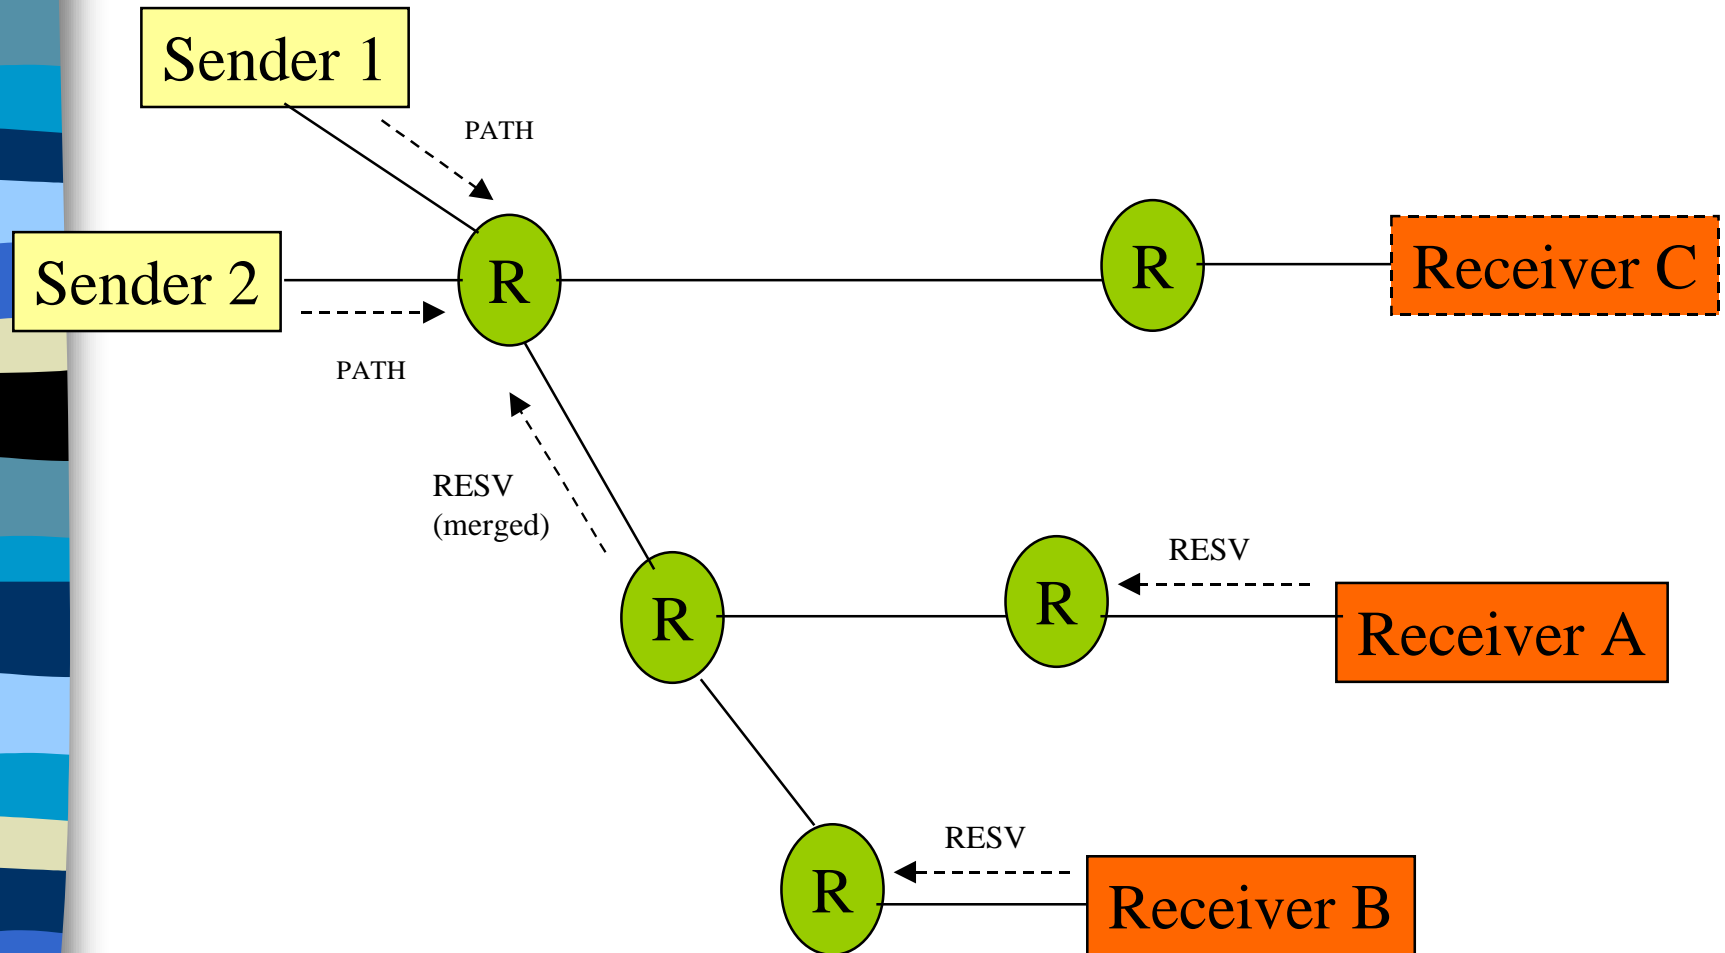 Sender 1
PATH
Sender 2
R
R
Receiver C
PATH
RESV
(merged)
RESV
R
R
Receiver A
RESV
R
Receiver B